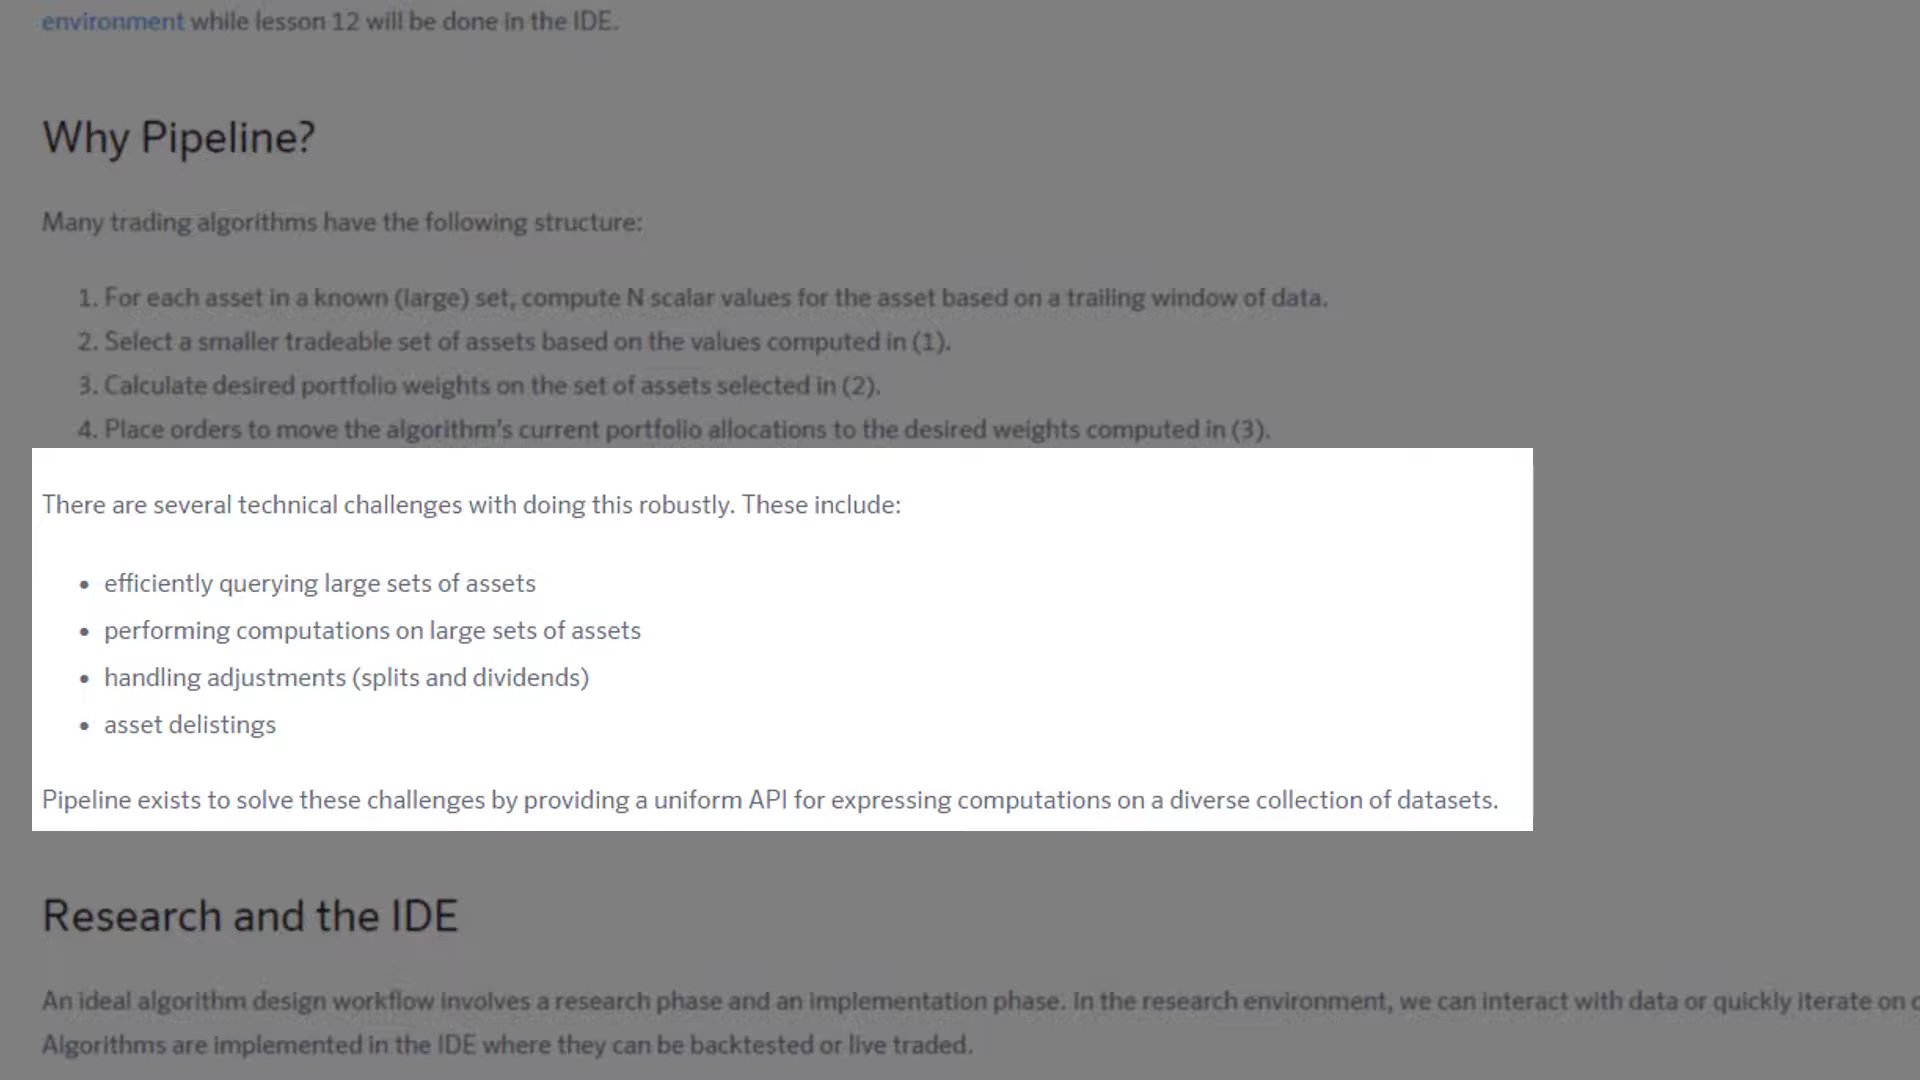 environment while lesson 12 will be done in the IDE.
Why Pipeline?
Many trading algorithms have the following structure:
1. For each asset in a known (large) set, compute N scalar values for the asset based on a trailing window of data.
2. Select a smaller tradeable set of assets based on the values computed in (1).
3. Calculate desired portfolio weights on the set of assets selected in (2).
4. Place orders to move the algorithm's current portfolio allocations to the desired weights computed in (3).
There are several technical challenges with doing this robustly. These include:
• efficiently querying large sets of assets
• performing computations on large sets of assets
• handling adjustments (splits and dividends)
• asset delistings
Pipeline exists to solve these challenges by providing a uniform API for expressing computations on a diverse collection of datasets.
Research and the IDE
An ideal algorithm design workflow involves a research phase and an implementation phase. In the research environment, we can interact with data or quickly iterate on
Algorithms are implemented in the IDE where they can be backtested or live traded.